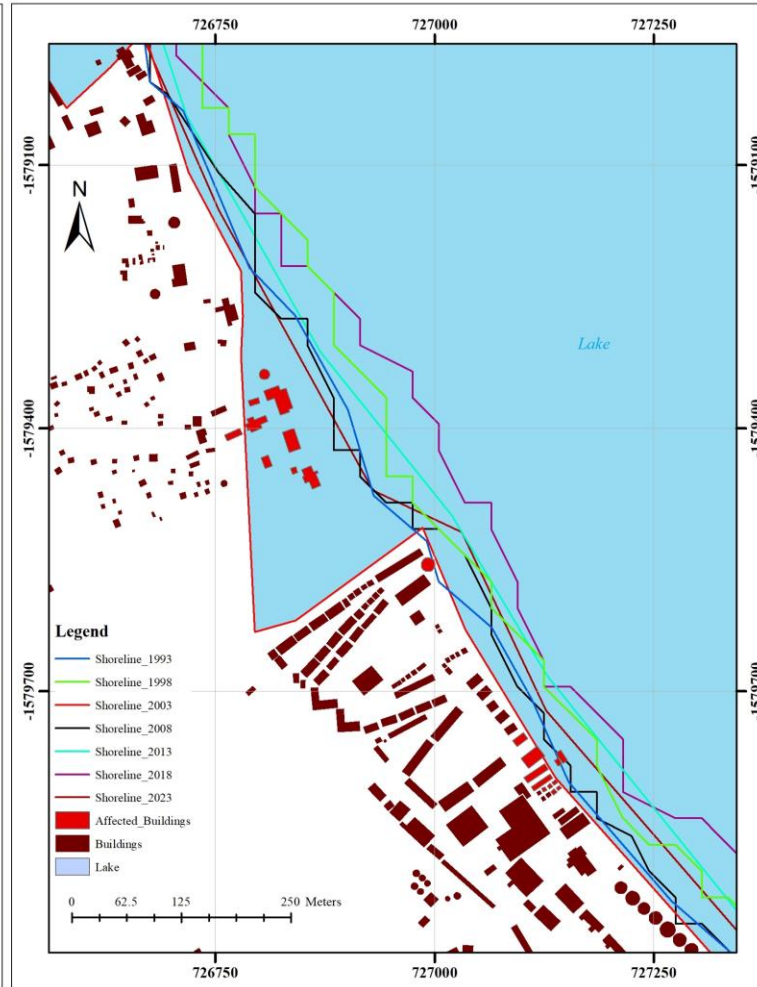 726750 727000 727250
-1579100 -1579100
N
Lake
-1579400 -1579400
Legend
Shoreline_1993
Shoreline_1998
-1579700 -1579700
Shoreline_2003
Shoreline_2008
Shoreline_2013
Shoreline_2018
Shoreline_2023
Affected_Buildings
Buildings
Lake
0 62.5 125 250 Meters
726750 727000 727250